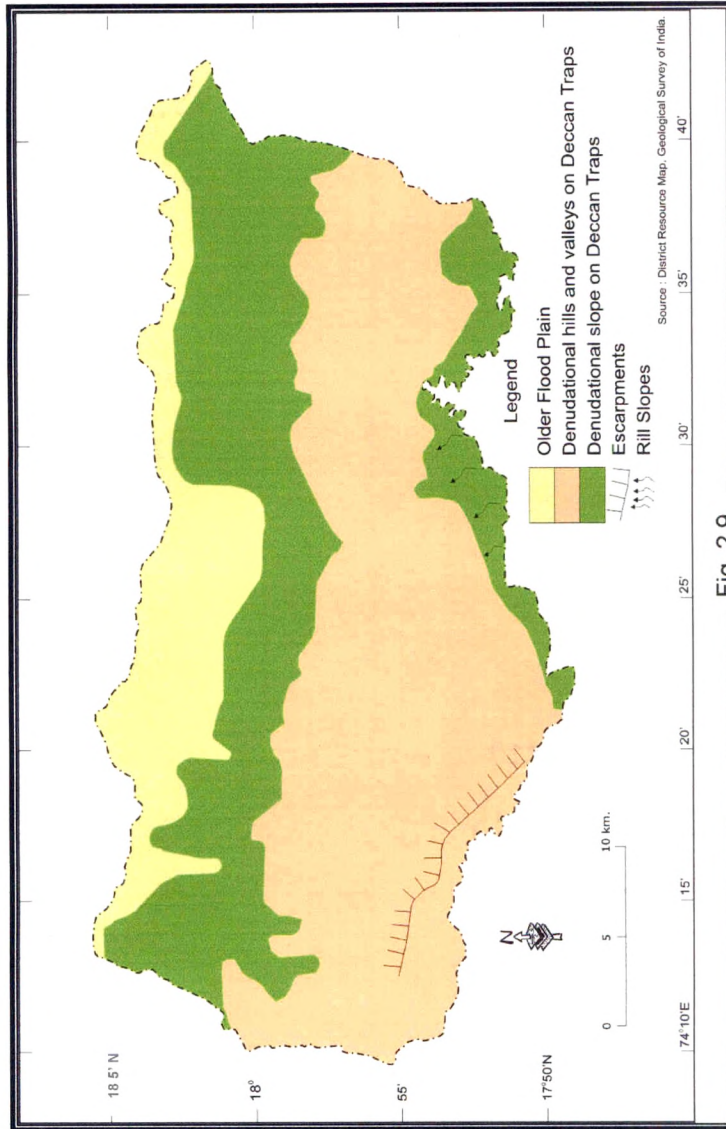 18 5' N
18°
55'
17°50'N
74°10'E
15'
20'
25'
30'
35'
40'
N
0 5 10 km.
Legend
Older Flood Plain
Denudational hills and valleys on Deccan Traps
Denudational slope on Deccan Traps
Escarpments
Rill Slopes
Source : District Resource Map, Geological Survey of India.
Fig. 2.9